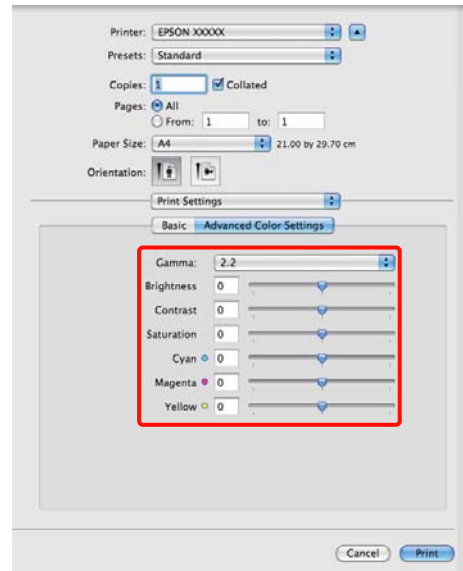 Printer: EPSON XXXXX
Presets: Standard
Copies: 1 Collated
Pages: All
From: 1 to: 1
Paper Size: A4 21.00 by 29.70 cm
Orientation:
Print Settings
Basic Advanced Color Settings
Gamma: 2.2
Brightness 0
Contrast 0
Saturation 0
Cyan 0
Magenta 0
Yellow 0
Cancel Print